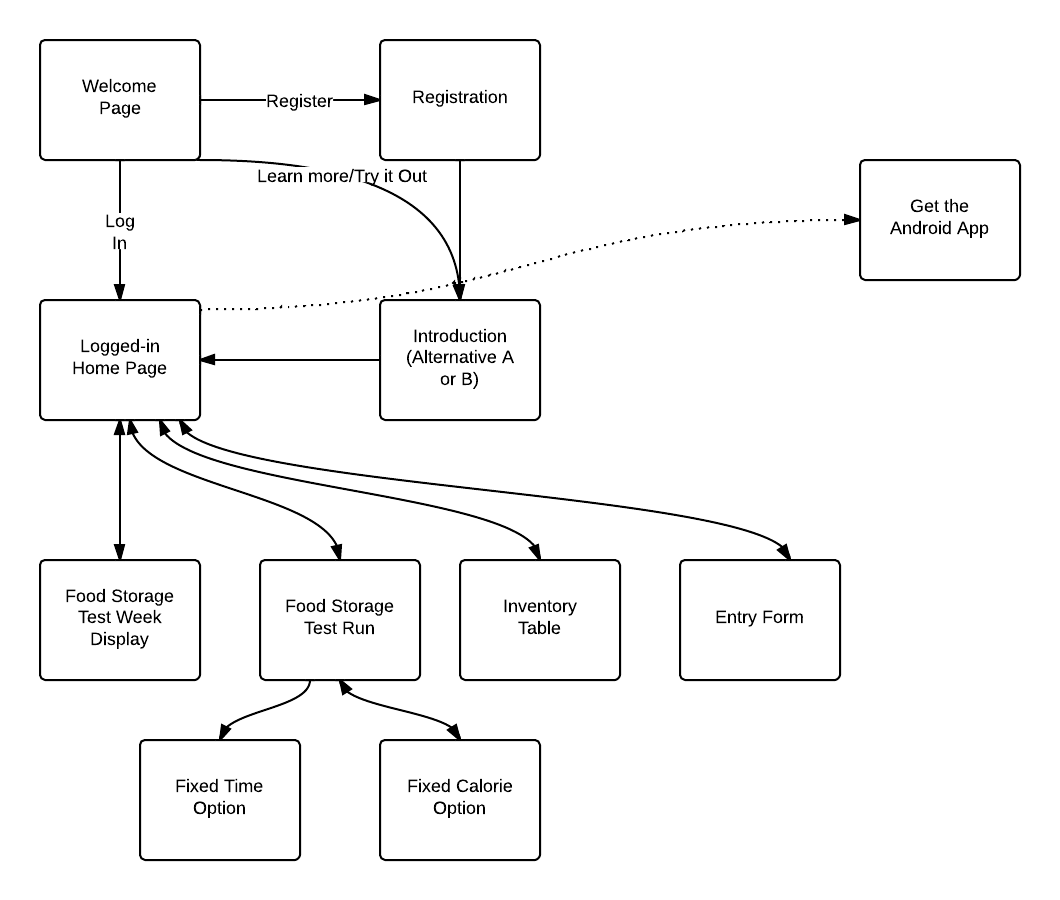 Welcome
Page
Register
Registration
Learn more/Try it Out
Log
In
Get the
Android App
Logged-in
Home Page
Introduction
(Alternative A
or B)
Food Storage
Test Week
Display
Food Storage
Test Run
Inventory
Table
Entry Form
Fixed Time
Option
Fixed Calorie
Option